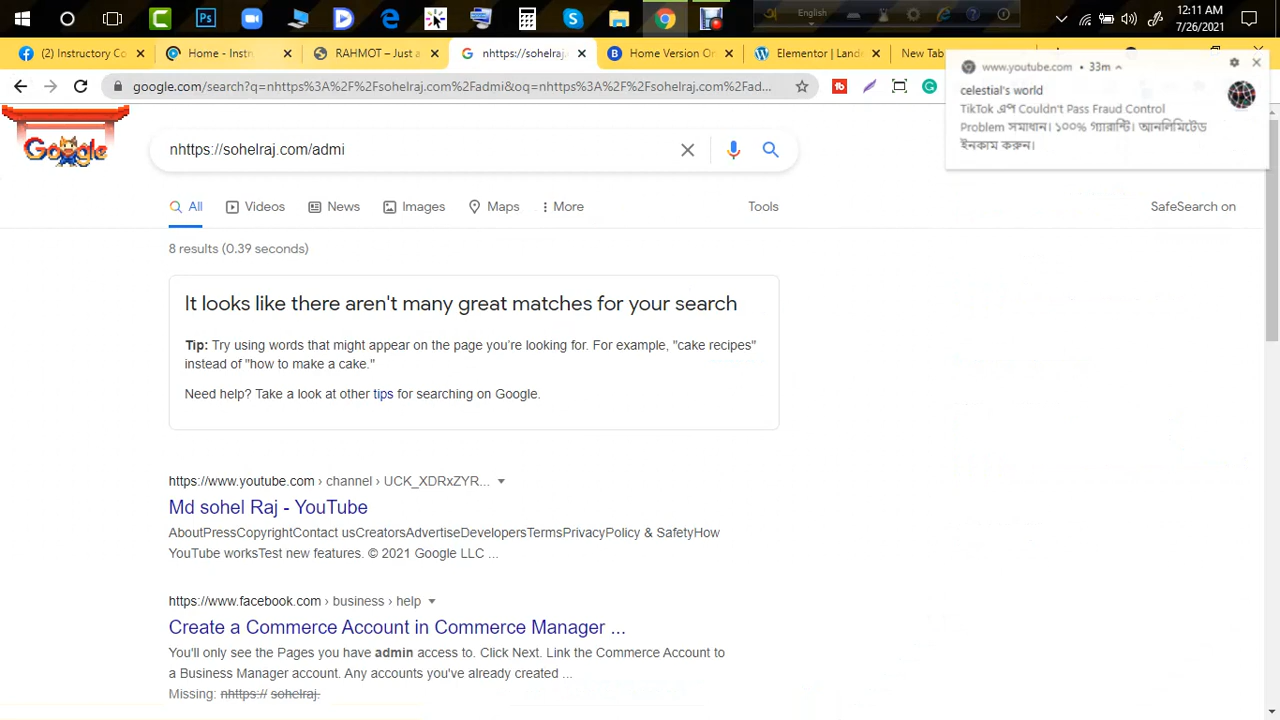 English
12:11 AM
7/26/2021
(2) Instructory Co
Home - Instr
RAHMOT – Just a
nhttps://sohelraj.
Home Version On
Elementor | Lande
New Tab
google.com/search?q=nhttps%3A%2F%2Fsohelraj.com%2Fadmi&oq=nhttps%3A%2F%2Fsohelraj.com%2Fad...
www.youtube.com • 33m
celestial's world
TikTok এপ Couldn't Pass Fraud Control
Problem সমাধান। ১০০% গ্যারান্টি। আনলিমিটেড
ইনকাম করুন।
nhttps://sohelraj.com/admi
All
Videos
News
Images
Maps
More
Tools
SafeSearch on
8 results (0.39 seconds)
It looks like there aren't many great matches for your search
Tip: Try using words that might appear on the page you're looking for. For example, "cake recipes"
instead of "how to make a cake."
Need help? Take a look at other tips for searching on Google.
https://www.youtube.com › channel › UCK_XDRxZYR...
Md sohel Raj - YouTube
AboutPressCopyrightContact usCreatorsAdvertiseDevelopersTermsPrivacyPolicy & SafetyHow
YouTube worksTest new features. © 2021 Google LLC ...
https://www.facebook.com › business › help
Create a Commerce Account in Commerce Manager ...
You'll only see the Pages you have admin access to. Click Next. Link the Commerce Account to
a Business Manager account. Any accounts you've already created ...
Missing: nhttps:// sohelraj.